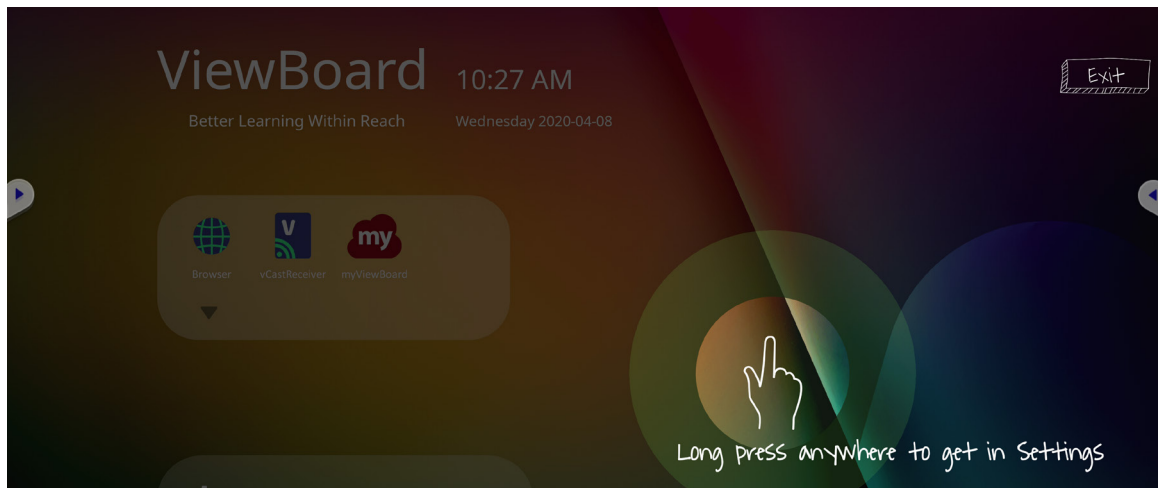 ViewBoard
10:27 AM
Better Learning Within Reach
Wednesday 2020-04-08
Exit
V
my
Browser
vCastReceiver
myViewBoard
Long press anywhere to get in Settings